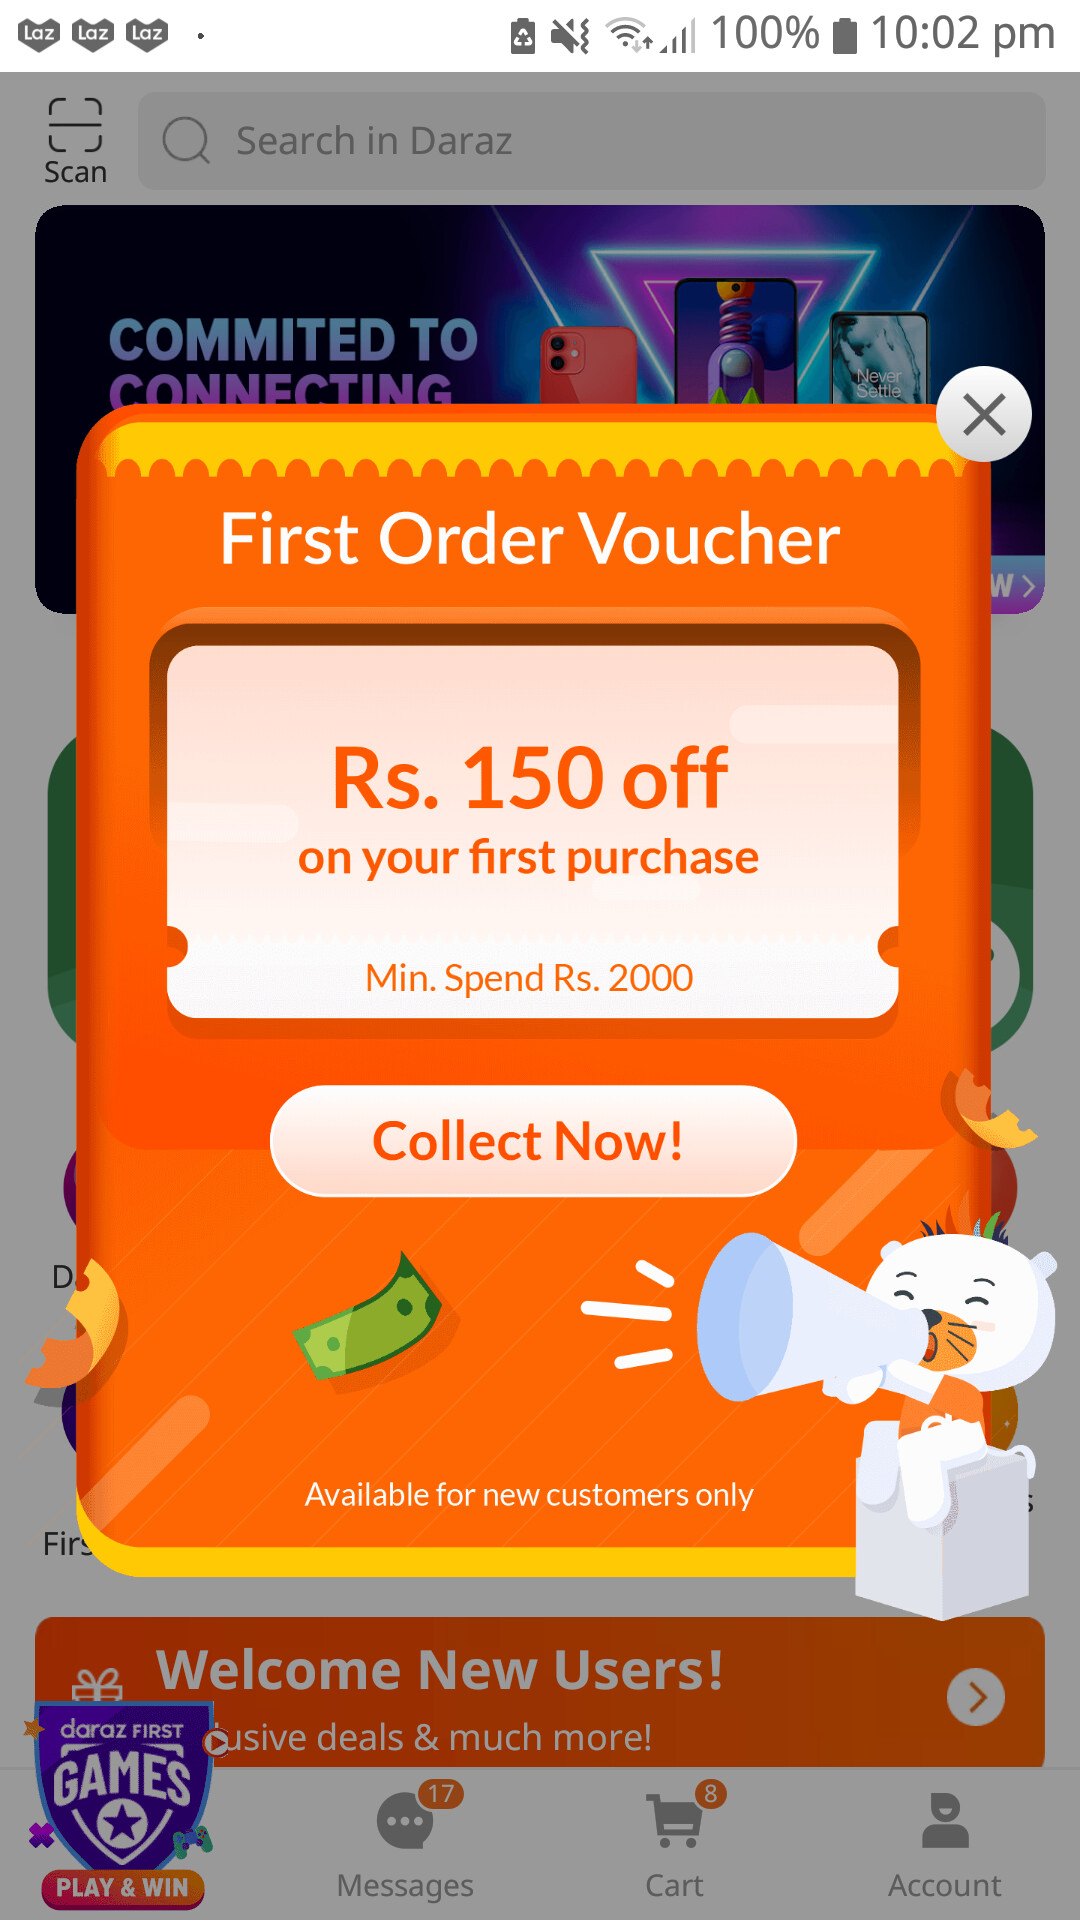 Laz Laz Laz
100% 10:02 pm
Scan
Search in Daraz
COMMITED TO
CONNECTING
Never
Settle
W
First Order Voucher
Rs. 150 off
on your first purchase
Min. Spend Rs. 2000
Collect Now!
Available for new customers only
Welcome New Users!
usive deals & much more!
daraz FIRST
GAMES
PLAY & WIN
17
Messages
8
Cart
Account